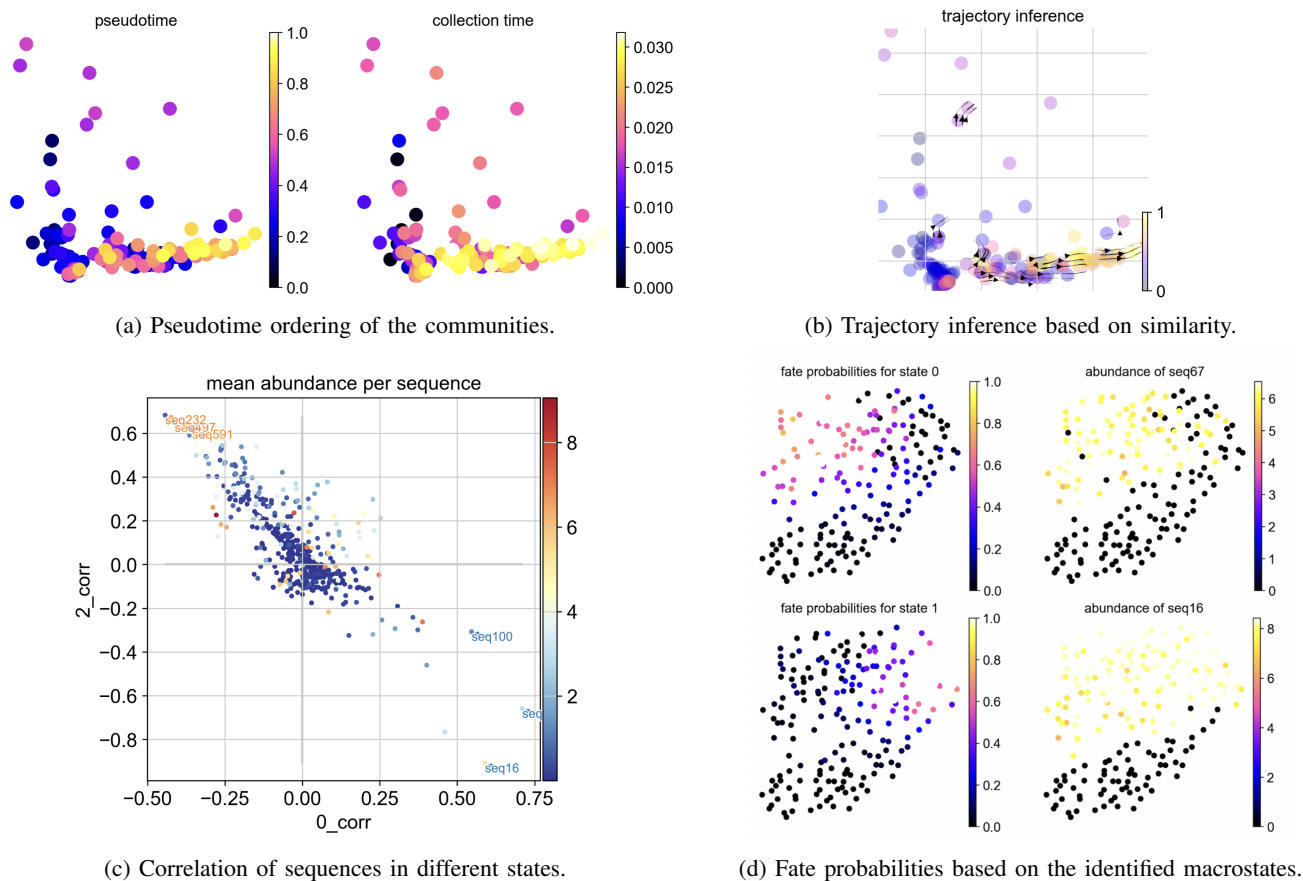 pseudotime
1.0
0.8
0.6
0.4
0.2
0.0
collection time
0.030
0.025
0.020
0.015
0.010
0.005
0.000
(a) Pseudotime ordering of the communities.
trajectory inference
1
0
(b) Trajectory inference based on similarity.
mean abundance per sequence
seq232
seq497
seq591
seq100
seq
seq16
0.6
0.4
0.2
0.0
−0.2
−0.4
−0.6
−0.8
2_corr
−0.50
−0.25
0.00
0.25
0.50
0.75
0_corr
8
6
4
2
(c) Correlation of sequences in different states.
fate probabilities for state 0
1.0
0.8
0.6
0.4
0.2
0.0
abundance of seq67
6
5
4
3
2
1
0
fate probabilities for state 1
1.0
0.8
0.6
0.4
0.2
0.0
abundance of seq16
8
6
4
2
0
(d) Fate probabilities based on the identified macrostates.